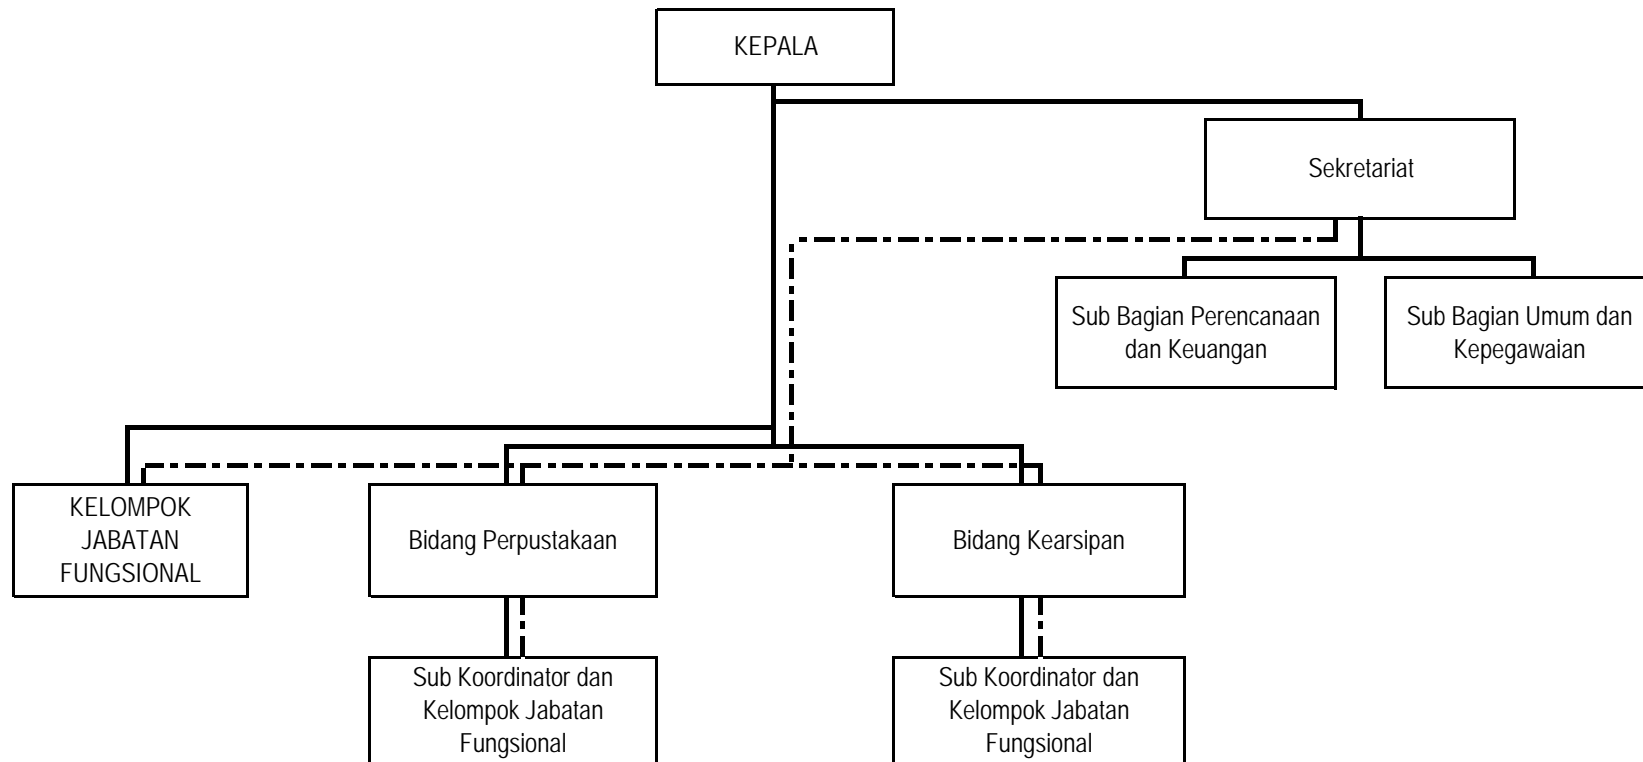 KEPALA
Sekretariat
Sub Bagian Perencanaan
dan Keuangan
Sub Bagian Umum dan
Kepegawaian
KELOMPOK
JABATAN
FUNGSIONAL
Bidang Perpustakaan
Bidang Kearsipan
Sub Koordinator dan
Kelompok Jabatan
Fungsional
Sub Koordinator dan
Kelompok Jabatan
Fungsional